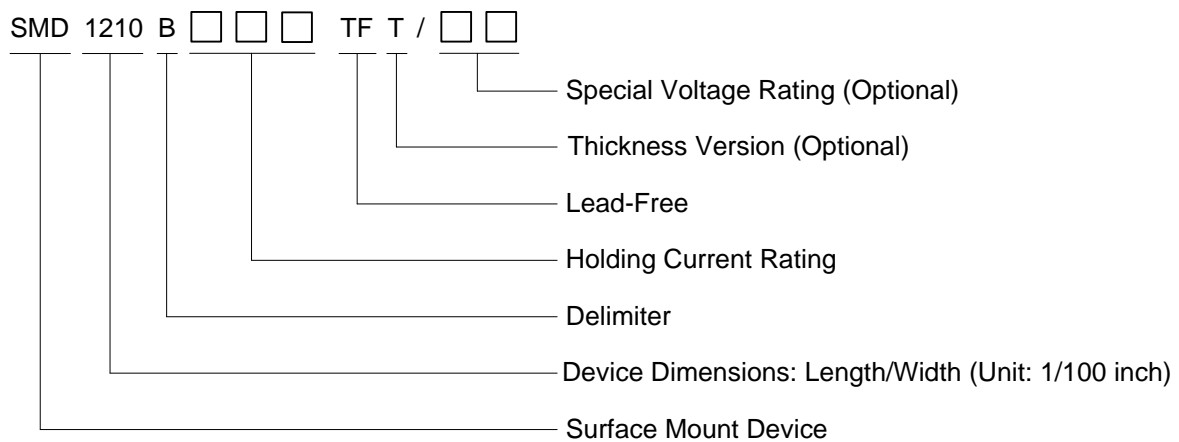 SMD 1210 B □ □ □ TF T / □ □
Special Voltage Rating (Optional)
Thickness Version (Optional)
Lead-Free
Holding Current Rating
Delimiter
Device Dimensions: Length/Width (Unit: 1/100 inch)
Surface Mount Device